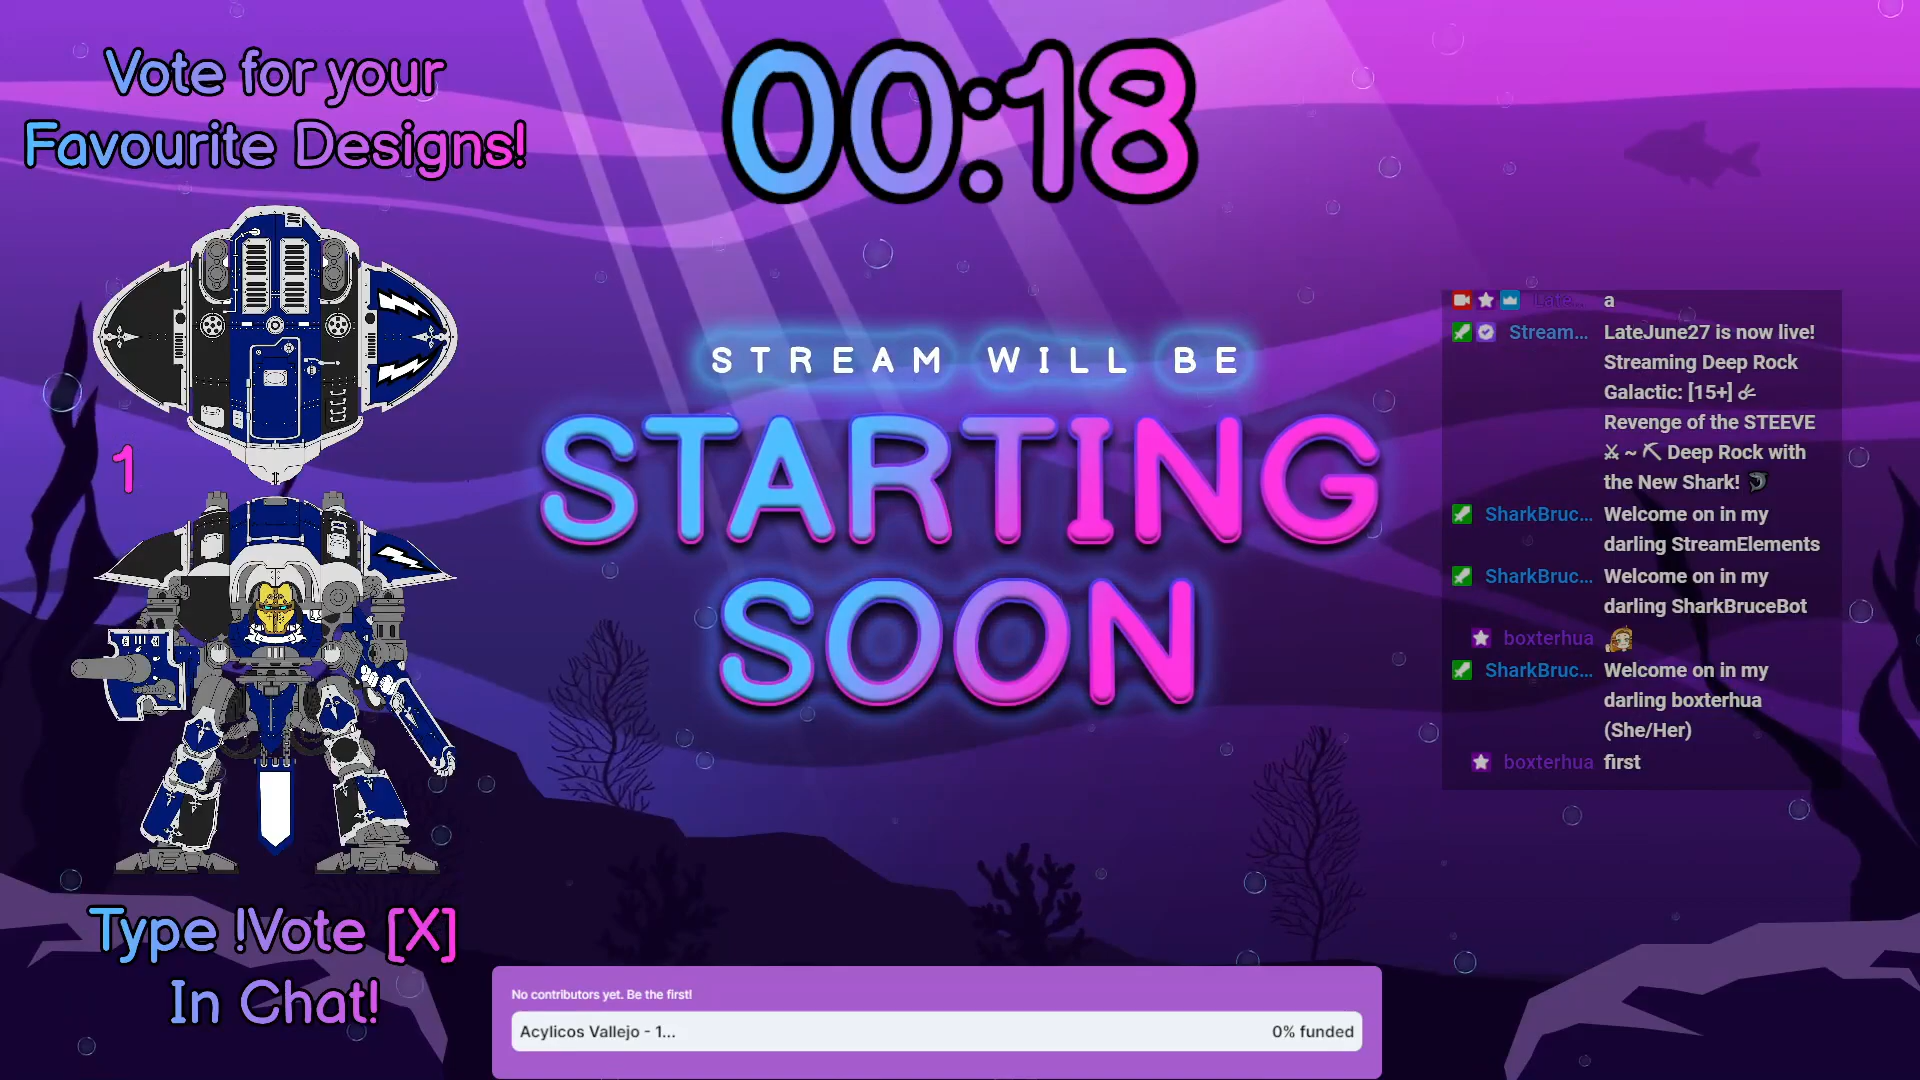 Vote for your
Favourite Designs!
00:18
STREAM WILL BE
STARTING
SOON
1
Type !Vote [X]
In Chat!
Late... a
Stream... LateJune27 is now live!
Streaming Deep Rock
Galactic: [15+]
Revenge of the STEEVE
⚔ ~ ⛏ Deep Rock with
the New Shark! 🦈
SharkBruc... Welcome on in my
darling StreamElements
SharkBruc... Welcome on in my
darling SharkBruceBot
boxterhua
SharkBruc... Welcome on in my
darling boxterhua
(She/Her)
boxterhua first
No contributors yet. Be the first!
Acylicos Vallejo - 1... 0% funded